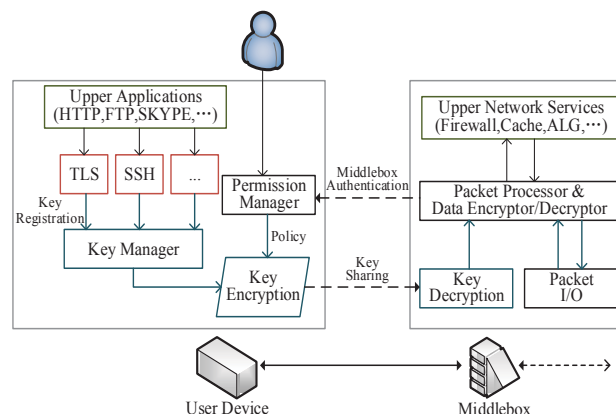 Upper Applications
(HTTP,FTP,SKYPE,···)
TLS
SSH
...
Key
Registration
Key Manager
Permission
Manager
Policy
Key
Encryption
Middlebox
Authentication
Key
Sharing
Upper Network Services
(Firewall,Cache,ALG,···)
Packet Processor &
Data Encryptor/Decryptor
Key
Decryption
Packet
I/O
User Device
Middlebox